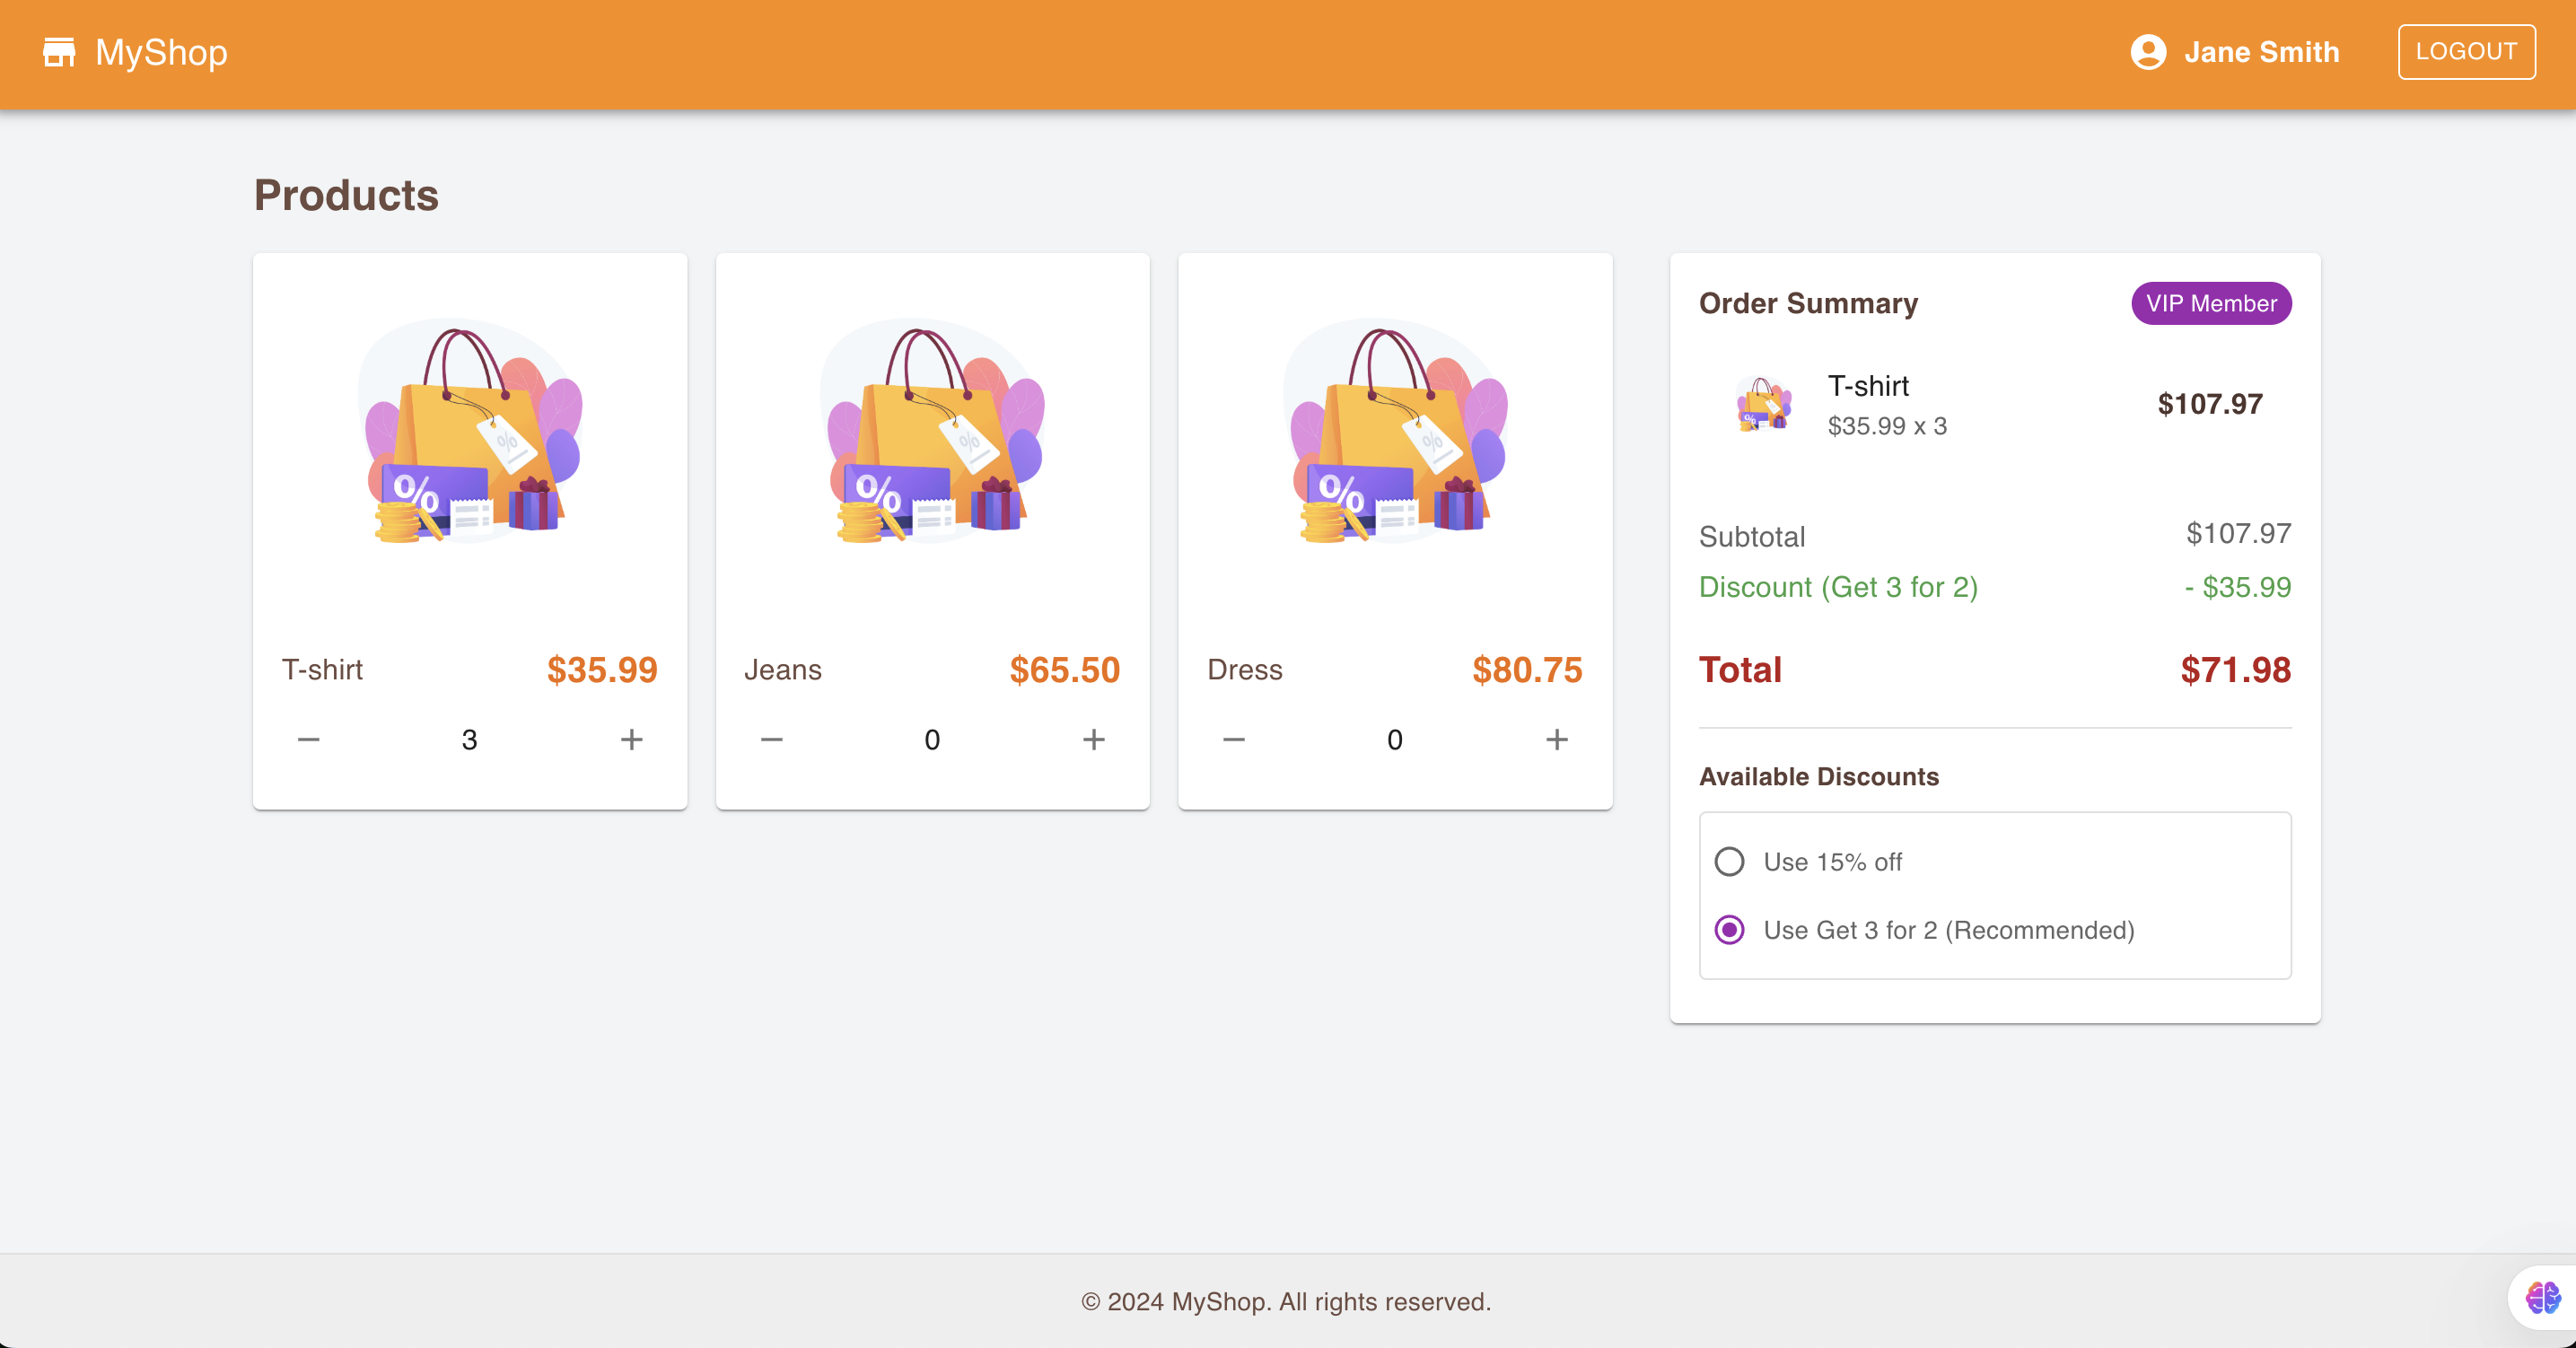 MyShop
Jane Smith
LOGOUT
Products
%
%
T-shirt
$35.99
3
%
%
Jeans
$65.50
0
%
%
Dress
$80.75
0
Order Summary
VIP Member
T-shirt
$35.99 x 3
$107.97
Subtotal
$107.97
Discount (Get 3 for 2)
- $35.99
Total
$71.98
Available Discounts
Use 15% off
Use Get 3 for 2 (Recommended)
© 2024 MyShop. All rights reserved.